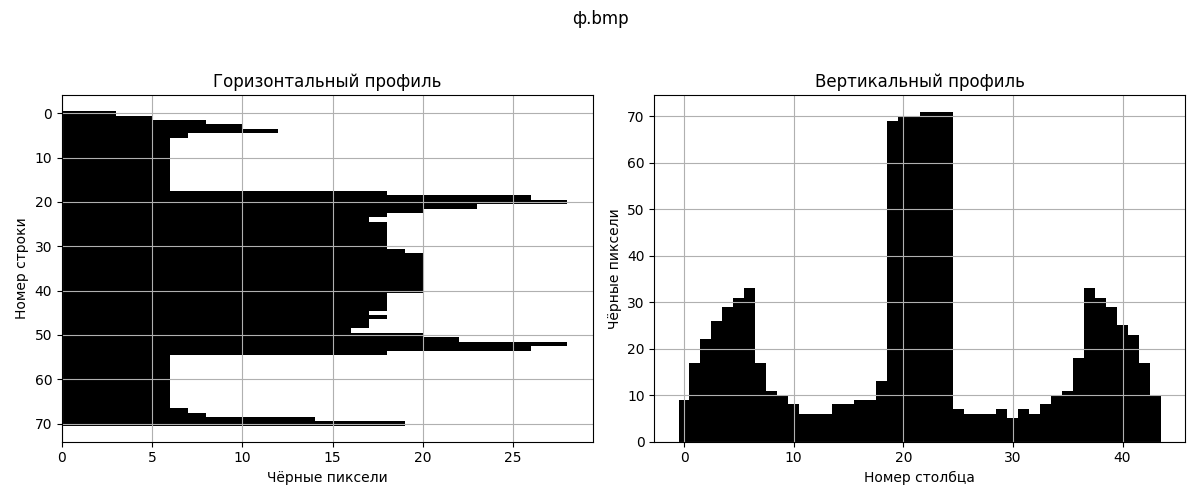 ф.bmp
Горизонтальный профиль
Номер строки
0
10
20
30
40
50
60
70
0 5 10 15 20 25
Чёрные пиксели
Вертикальный профиль
Чёрные пиксели
70
60
50
40
30
20
10
0
0 10 20 30 40
Номер столбца